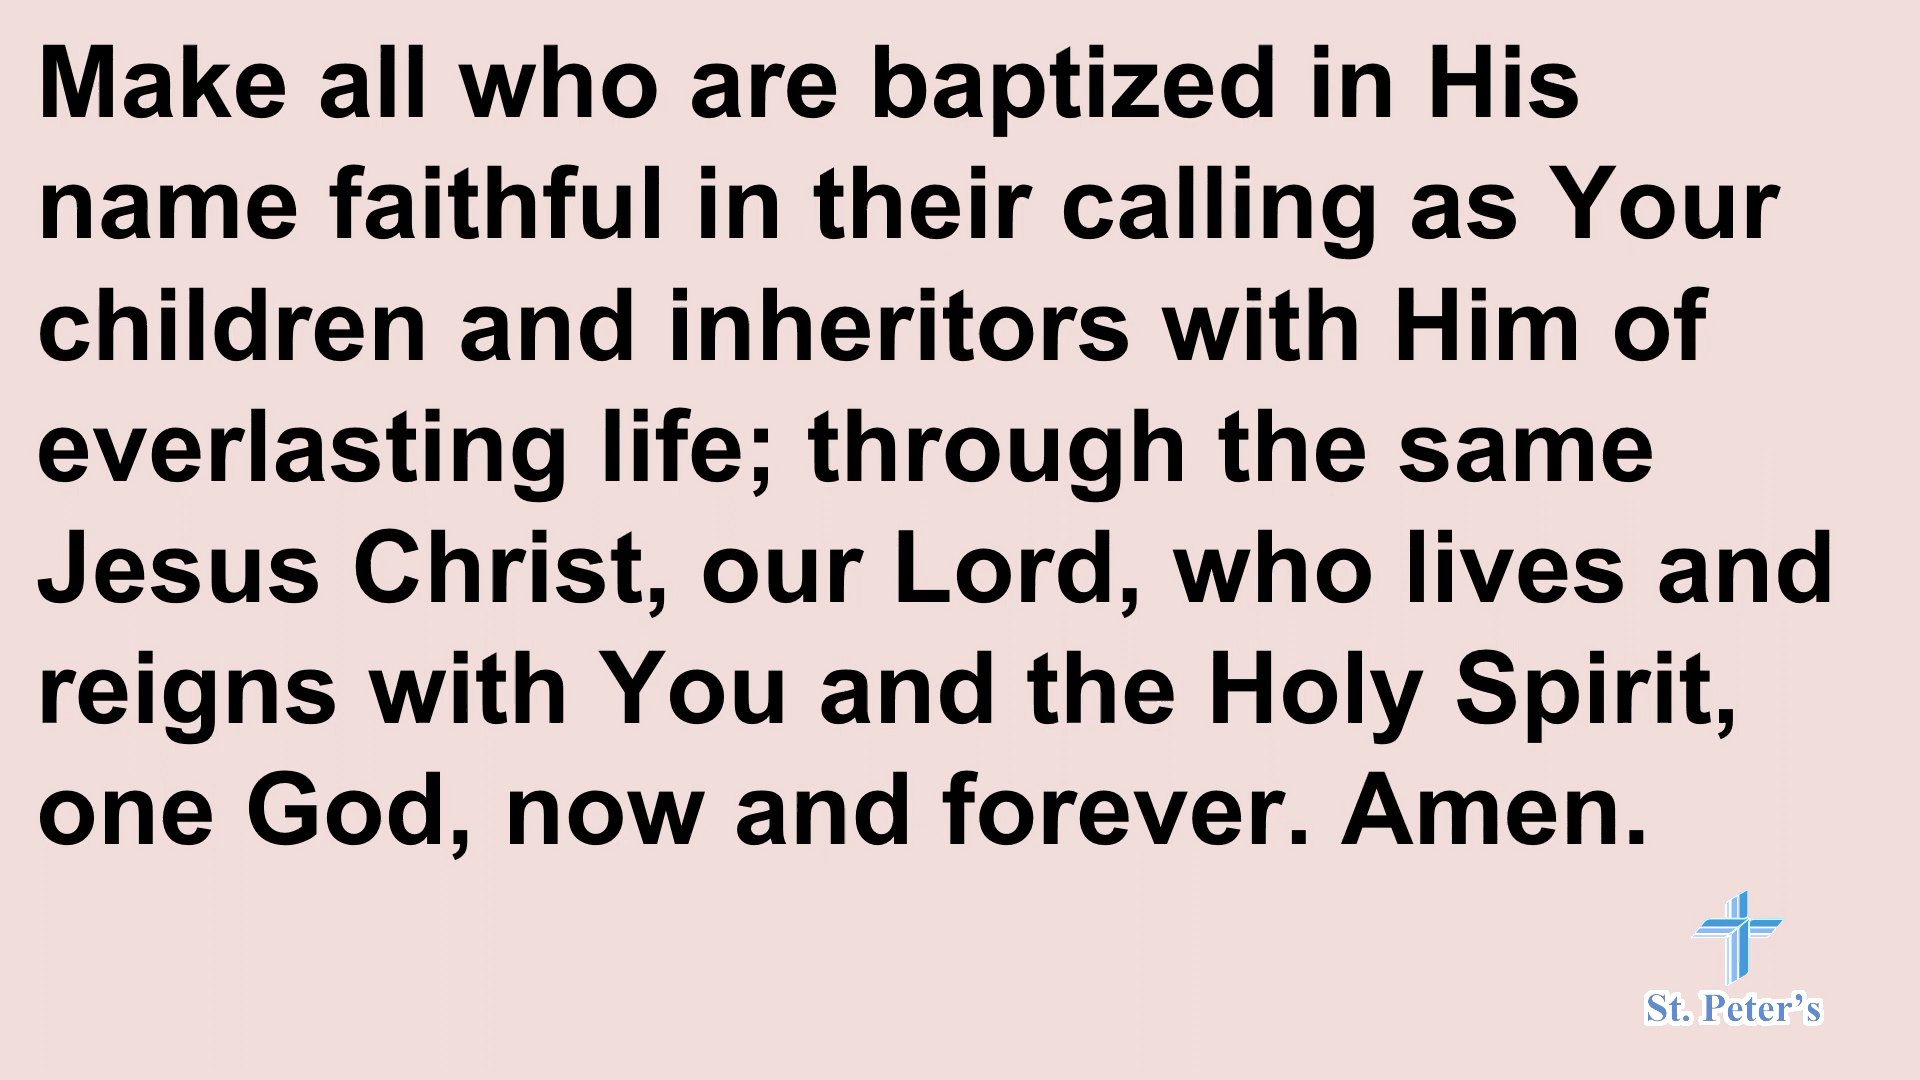 Make all who are baptized in His
name faithful in their calling as Your
children and inheritors with Him of
everlasting life; through the same
Jesus Christ, our Lord, who lives and
reigns with You and the Holy Spirit,
one God, now and forever. Amen.
St. Peter’s